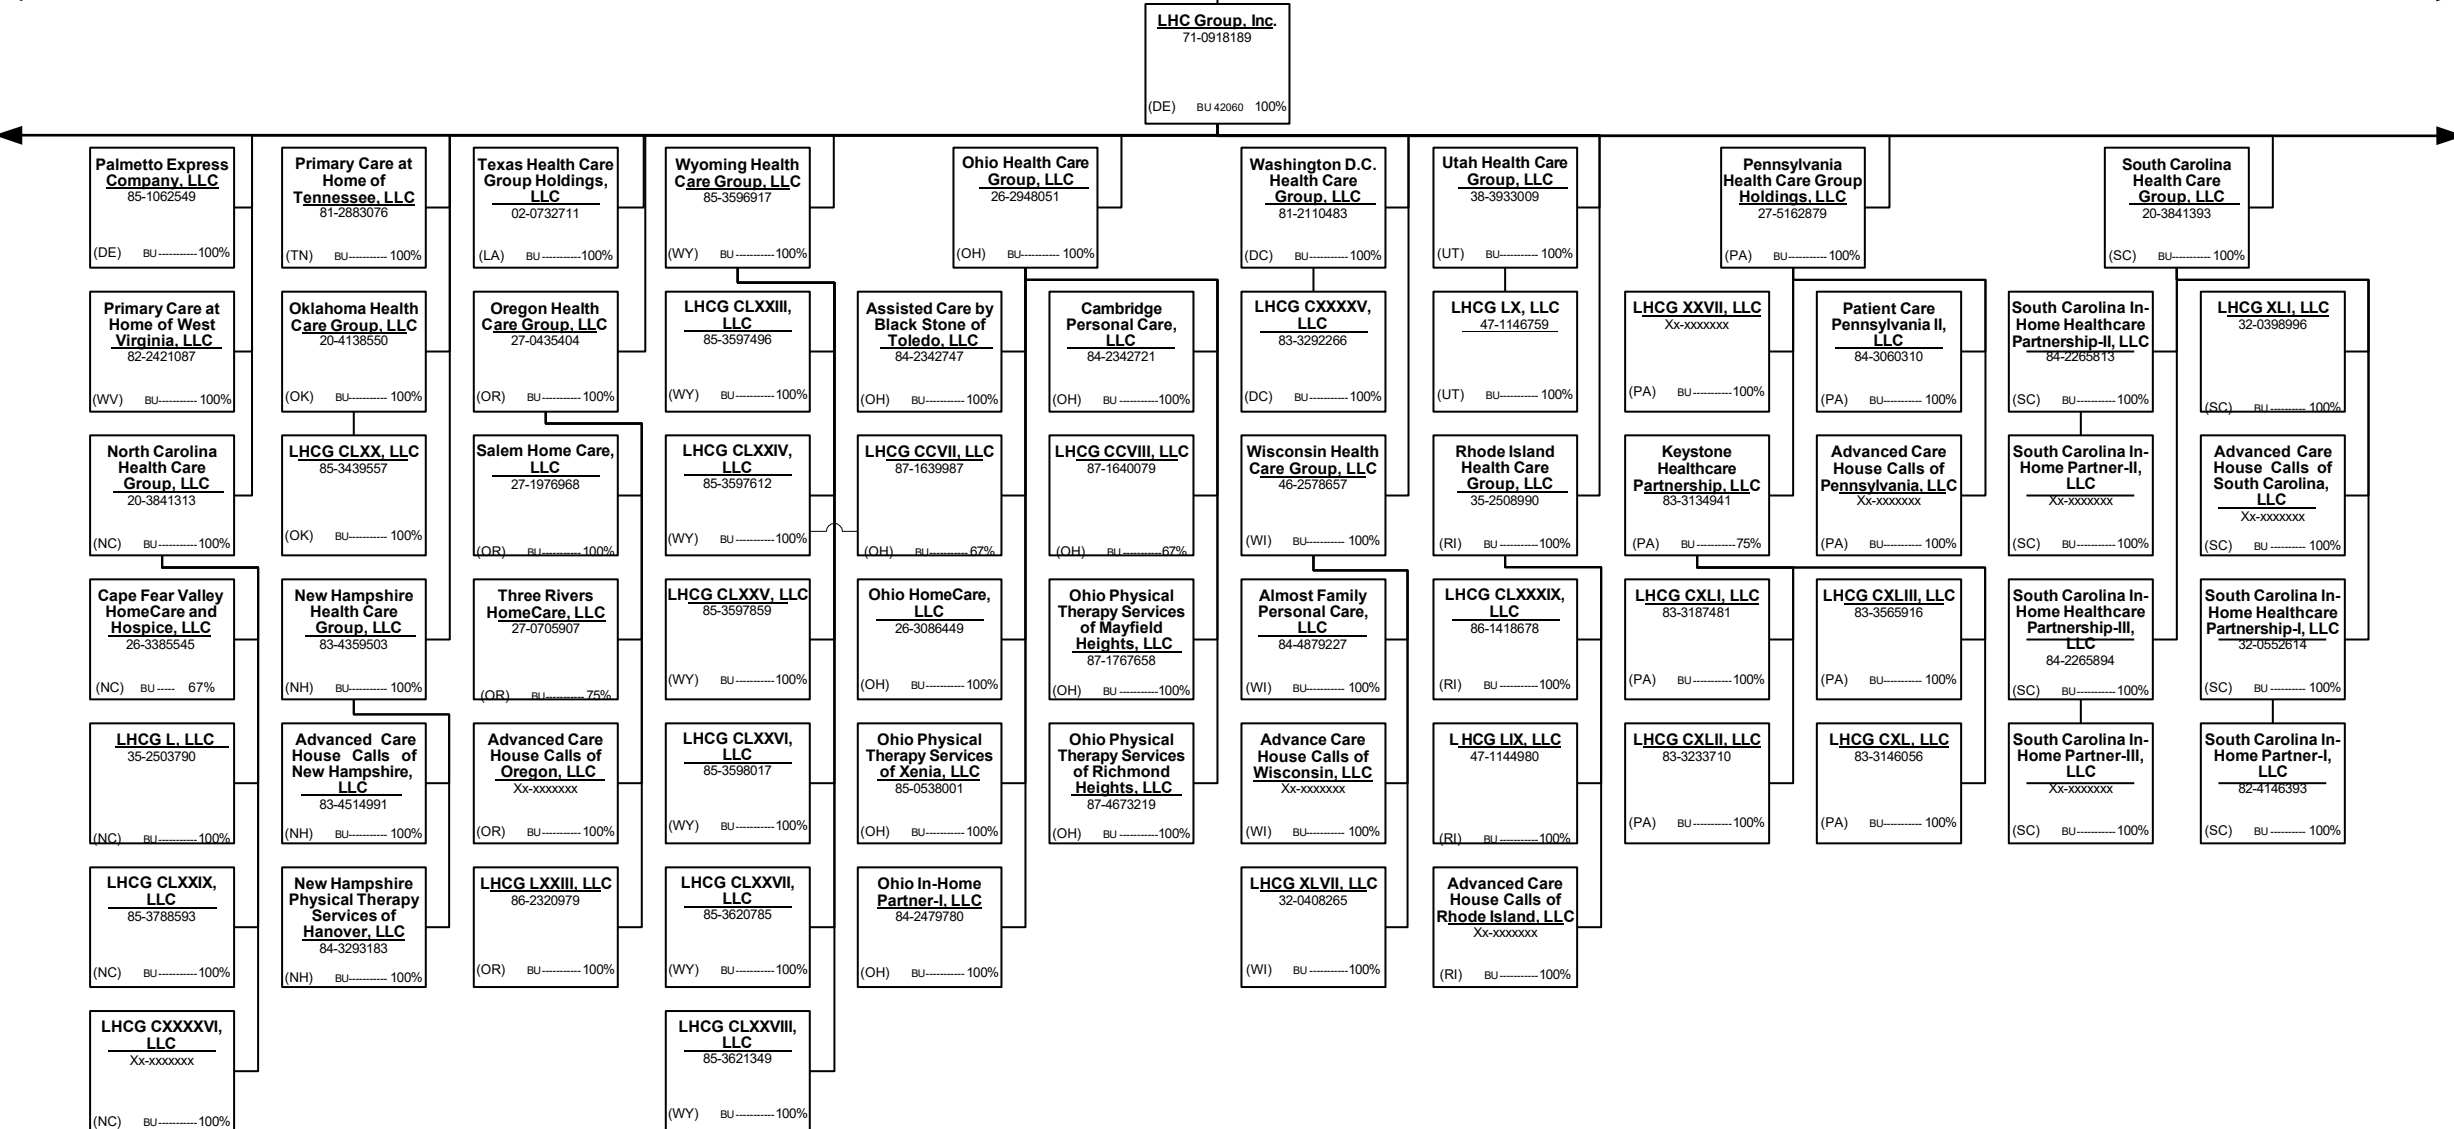 LHC Group, Inc.
71-0918189
(DE) BU 42060 100%
Palmetto Express
Company, LLC
85-1062549
(DE) BU-----------100%
Primary Care at
Home of
Tennessee, LLC
81-2883076
(TN) BU----------- 100%
Texas Health Care
Group Holdings,
LLC
02-0732711
(LA) BU-----------100%
Wyoming Health
Care Group, LLC
85-3596917
(WY) BU -----------100%
Ohio Health Care
Group, LLC
26-2948051
(OH) BU----------- 100%
Washington D.C.
Health Care
Group, LLC
81-2110483
(DC) BU----------- 100%
Utah Health Care
Group, LLC
38-3933009
(UT) BU----------- 100%
Pennsylvania
Health Care Group
Holdings, LLC
27-5162879
(PA) BU----------- 100%
South Carolina
Health Care
Group, LLC
20-3841393
(SC) BU----------- 100%
Primary Care at
Home of West
Virginia, LLC
82-2421087
(WV) BU----------- 100%
Oklahoma Health
Care Group, LLC
20-4138550
(OK) BU----------- 100%
Oregon Health
Care Group, LLC
27-0435404
(OR) BU----------- 100%
LHCG CLXXIII,
LLC
85-3597496
(WY) BU -----------100%
Assisted Care by
Black Stone of
Toledo, LLC
84-2342747
(OH) BU-----------100%
Cambridge
Personal Care,
LLC
84-2342721
(OH) BU -----------100%
LHCG CXXXXV,
LLC
83-3292266
(DC) BU----------- 100%
LHCG LX, LLC
47-1146759
(UT) BU----------- 100%
LHCG XXVII, LLC
Xx-xxxxxxx
(PA) BU -----------100%
Patient Care
Pennsylvania II,
LLC
84-3060310
(PA) BU----------- 100%
South Carolina In-
Home Healthcare
Partnership-II, LLC
84-2265813
(SC) BU-----------100%
LHCG XLI, LLC
32-0398996
(SC) BU----------- 100%
North Carolina
Health Care
Group, LLC
20-3841313
(NC) BU-----------100%
LHCG CLXX, LLC
85-3439557
(OK) BU----------- 100%
Salem Home Care,
LLC
27-1976968
(OR) BU-----------100%
LHCG CLXXIV,
LLC
85-3597612
(WY) BU -----------100%
LHCG CCVII, LLC
87-1639987
(OH) BU-----------67%
LHCG CCVIII, LLC
87-1640079
(OH) BU -----------67%
Wisconsin Health
Care Group, LLC
46-2578657
(WI) BU----------- 100%
Rhode Island
Health Care
Group, LLC
35-2508990
(RI) BU -----------100%
Keystone
Healthcare
Partnership, LLC
83-3134941
(PA) BU -----------75%
Advanced Care
House Calls of
Pennsylvania, LLC
Xx-xxxxxxx
(PA) BU----------- 100%
South Carolina In-
Home Partner-II,
LLC
Xx-xxxxxxx
(SC) BU-----------100%
Advanced Care
House Calls of
South Carolina,
LLC
Xx-xxxxxxx
(SC) BU----------- 100%
Cape Fear Valley
HomeCare and
Hospice, LLC
26-3385545
(NC) BU ----- 67%
New Hampshire
Health Care
Group, LLC
83-4359503
(NH) BU----------- 100%
Three Rivers
HomeCare, LLC
27-0705907
(OR) BU-----------75%
LHCG CLXXV, LLC
85-3597859
(WY) BU -----------100%
Ohio HomeCare,
LLC
26-3086449
(OH) BU-----------100%
Ohio Physical
Therapy Services
of Mayfield
Heights, LLC
87-1767658
(OH) BU -----------100%
Almost Family
Personal Care,
LLC
84-4879227
(WI) BU----------- 100%
LHCG CLXXXIX,
LLC
86-1418678
(RI) BU -----------100%
LHCG CXLI, LLC
83-3187481
(PA) BU -----------100%
LHCG CXLIII, LLC
83-3565916
(PA) BU----------- 100%
South Carolina In-
Home Healthcare
Partnership-III,
LLC
84-2265894
(SC) BU-----------100%
South Carolina In-
Home Healthcare
Partnership-I, LLC
32-0552614
(SC) BU----------- 100%
LHCG L, LLC
35-2503790
(NC) BU-----------100%
Advanced Care
House Calls of
New Hampshire,
LLC
83-4514991
(NH) BU----------- 100%
Advanced Care
House Calls of
Oregon, LLC
Xx-xxxxxxx
(OR) BU----------- 100%
LHCG CLXXVI,
LLC
85-3598017
(WY) BU -----------100%
Ohio Physical
Therapy Services
of Xenia, LLC
85-0538001
(OH) BU-----------100%
Ohio Physical
Therapy Services
of Richmond
Heights, LLC
87-4673219
(OH) BU -----------100%
Advance Care
House Calls of
Wisconsin, LLC
Xx-xxxxxxx
(WI) BU----------- 100%
LHCG LIX, LLC
47-1144980
(RI) BU -----------100%
LHCG CXLII, LLC
83-3233710
(PA) BU -----------100%
LHCG CXL, LLC
83-3146056
(PA) BU----------- 100%
South Carolina In-
Home Partner-III,
LLC
Xx-xxxxxxx
(SC) BU-----------100%
South Carolina In-
Home Partner-I,
LLC
82-4146393
(SC) BU----------- 100%
LHCG CLXXIX,
LLC
85-3788593
(NC) BU-----------100%
New Hampshire
Physical Therapy
Services of
Hanover, LLC
84-3293183
(NH) BU----------- 100%
LHCG LXXIII, LLC
86-2320979
(OR) BU----------- 100%
LHCG CLXXVII,
LLC
85-3620785
(WY) BU -----------100%
Ohio In-Home
Partner-I, LLC
84-2479780
(OH) BU----------- 100%
LHCG XLVII, LLC
32-0408265
(WI) BU -----------100%
Advanced Care
House Calls of
Rhode Island, LLC
Xx-xxxxxxx
(RI) BU -----------100%
LHCG CXXXXVI,
LLC
Xx-xxxxxxx
(NC) BU-----------100%
LHCG CLXXVIII,
LLC
85-3621349
(WY) BU -----------100%